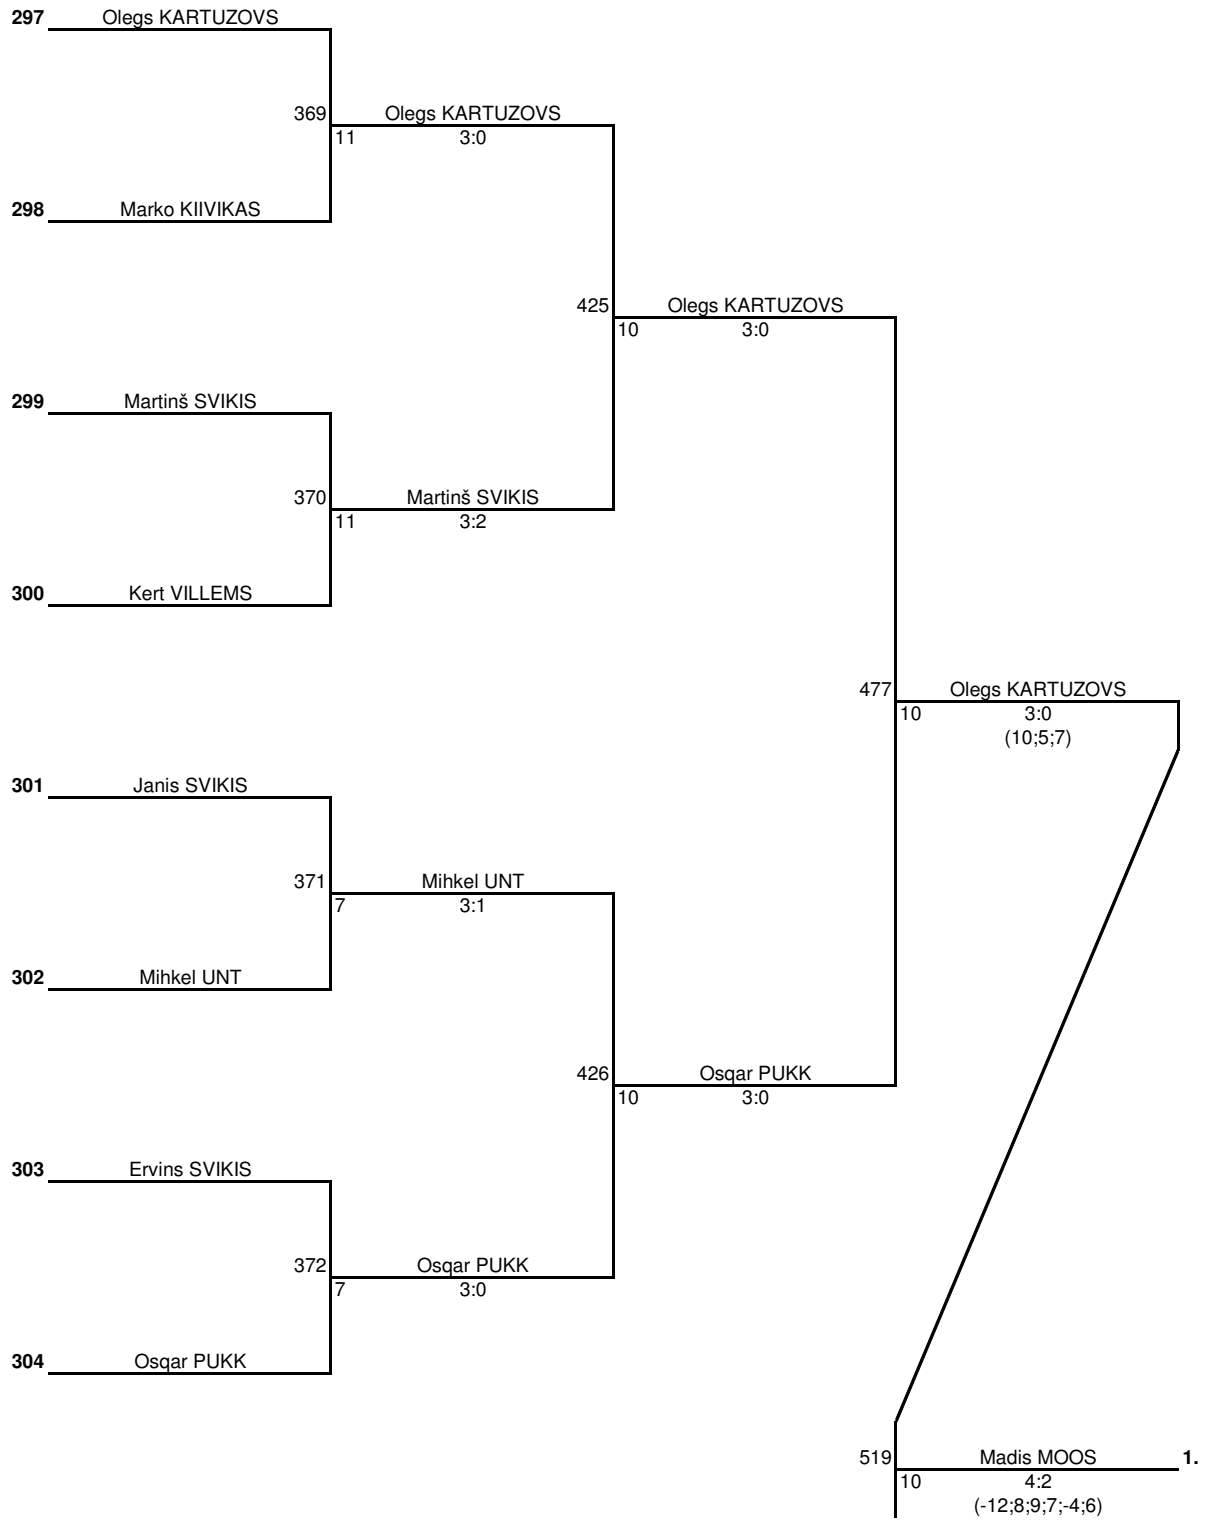 297 Olegs KARTUZOVS
369 Olegs KARTUZOVS
11 3:0
298 Marko KIIVIKAS
425 Olegs KARTUZOVS
10 3:0
299 Martinš SVIKIS
370 Martinš SVIKIS
11 3:2
300 Kert VILLEMS
477 Olegs KARTUZOVS
10 3:0
(10;5;7)
301 Janis SVIKIS
371 Mihkel UNT
7 3:1
302 Mihkel UNT
426 Osqar PUKK
10 3:0
303 Ervins SVIKIS
372 Osqar PUKK
7 3:0
304 Osqar PUKK
519 Madis MOOS 1.
10 4:2
(-12;8;9;7;-4;6)